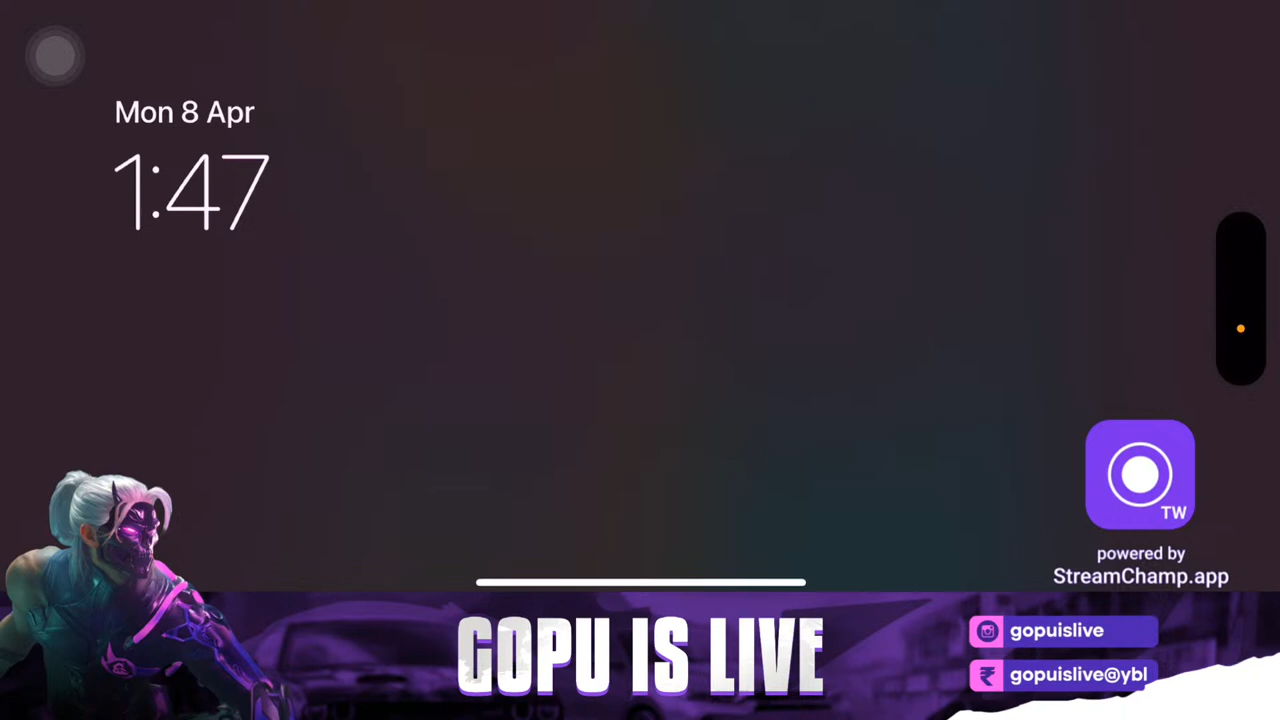 Mon 8 Apr
1:47
TW
powered by
StreamChamp.app
GOPU IS LIVE
gopuislive
₹ gopuislive@ybl